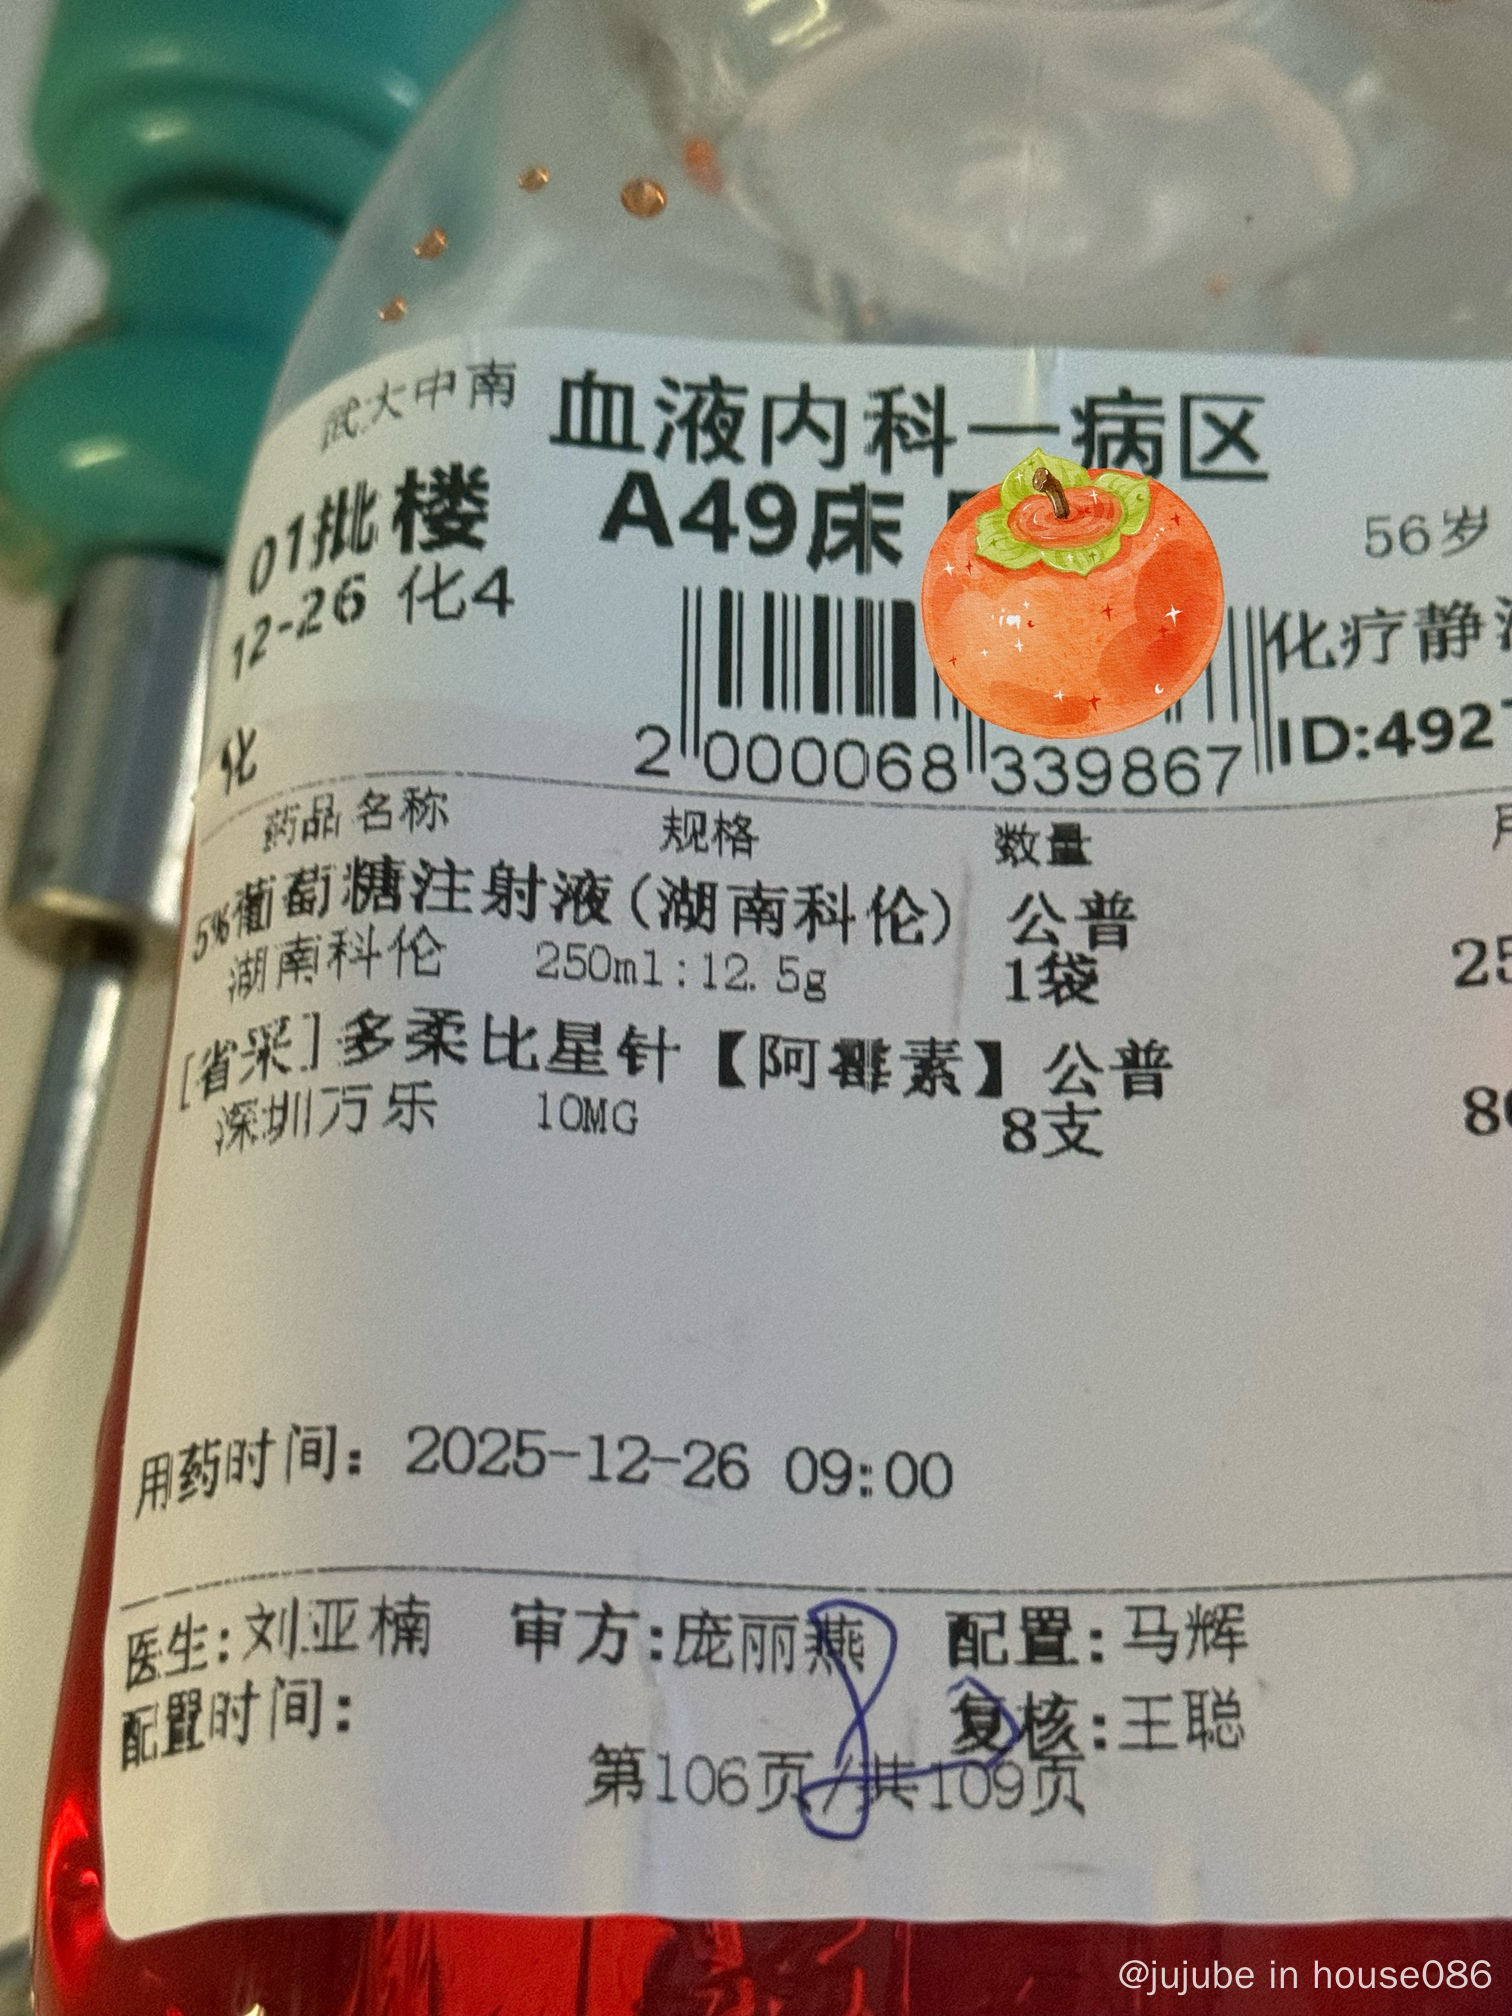 武大中南 血液内科一病区
01批 楼 A49床 56岁
12-26 化4
化疗静
化
2 000068 339867 ID:492
药品名称 规格 数量
5%葡萄糖注射液(湖南科伦) 公普
湖南科伦 250ml:12.5g 1袋 25
[省采]多柔比星针【阿霉素】 公普
深圳万乐 10MG 8支 80
用药时间: 2025-12-26 09:00
医生:刘亚楠 审方:庞丽燕 配置:马辉
配置时间: 复核:王聪
第106页/共109页
@jujube in house086